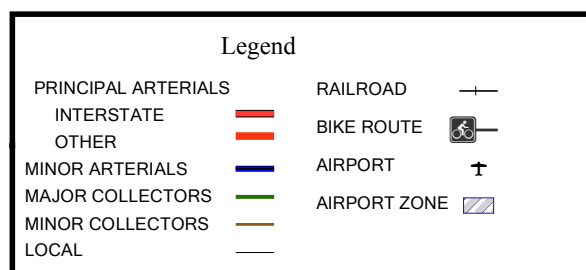 Legend
PRINCIPAL ARTERIALS
INTERSTATE
OTHER
MINOR ARTERIALS
MAJOR COLLECTORS
MINOR COLLECTORS
LOCAL
RAILROAD
BIKE ROUTE
AIRPORT
AIRPORT ZONE